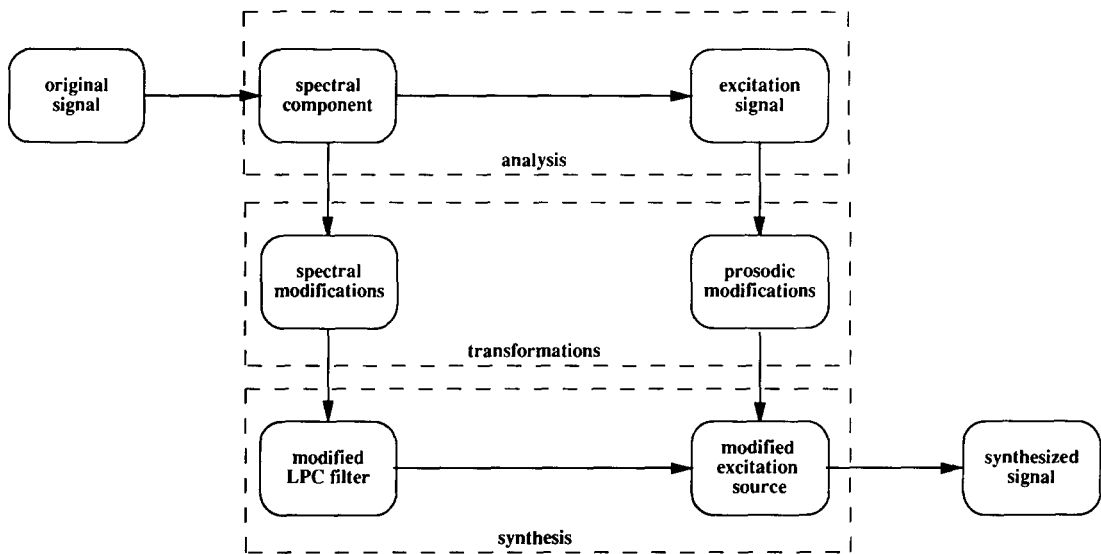 original
signal
spectral
component
excitation
signal
analysis
spectral
modifications
prosodic
modifications
transformations
modified
LPC filter
modified
excitation
source
synthesized
signal
synthesis